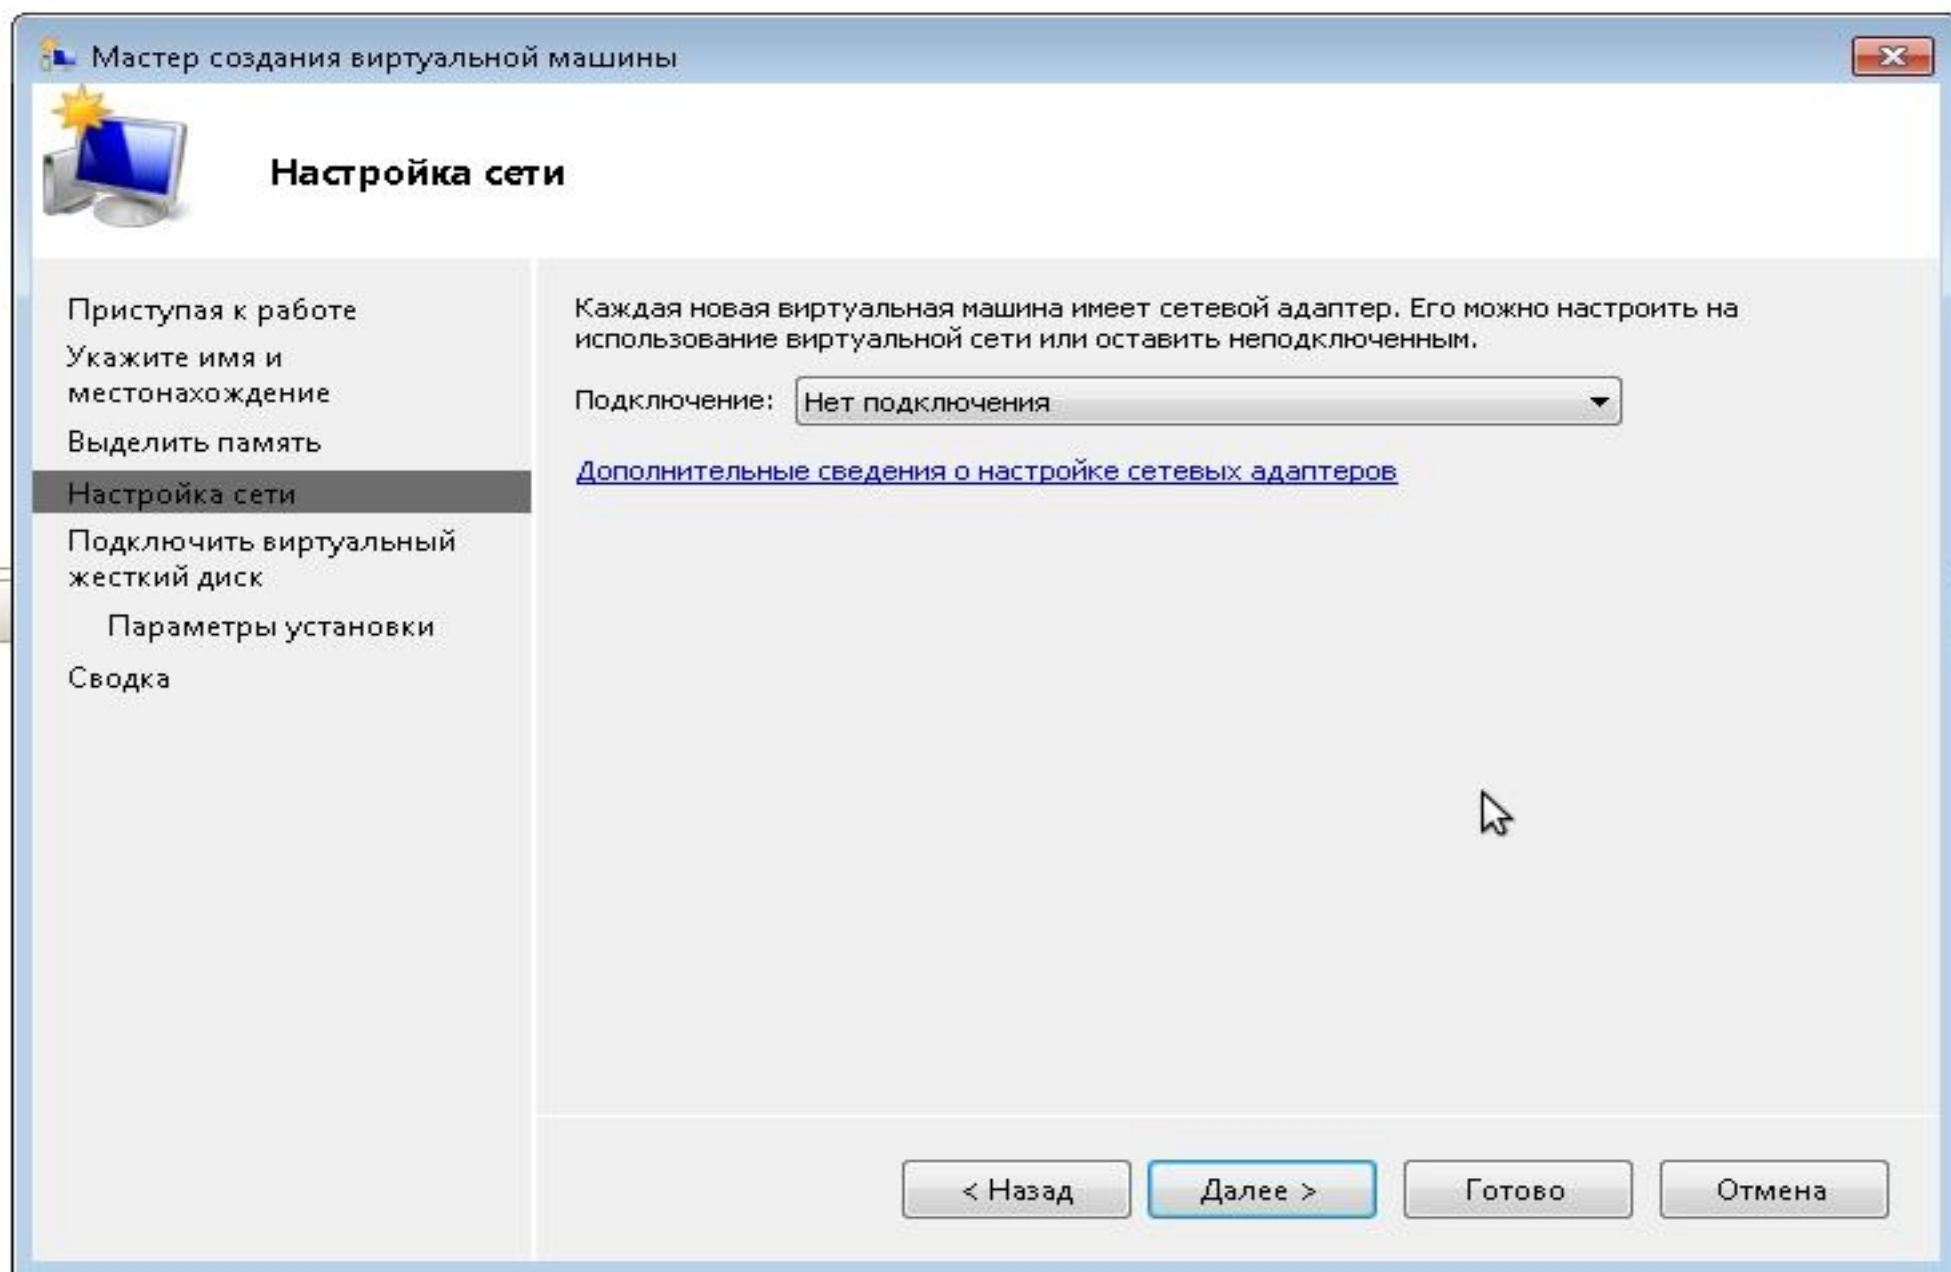 Мастер создания виртуальной машины
Настройка сети
Приступая к работе
Укажите имя и
местонахождение
Выделить память
Настройка сети
Подключить виртуальный
жесткий диск
Параметры установки
Сводка
Каждая новая виртуальная машина имеет сетевой адаптер. Его можно настроить на
использование виртуальной сети или оставить неподключенным.
Подключение: Нет подключения
Дополнительные сведения о настройке сетевых адаптеров
< Назад Далее > Готово Отмена